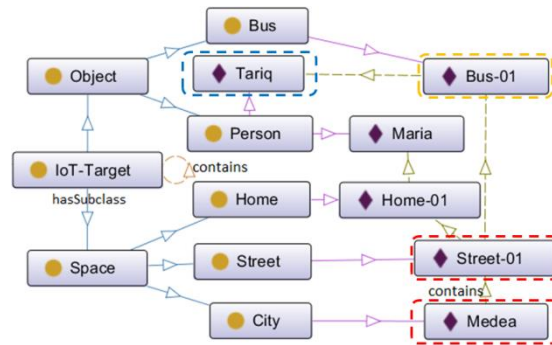 Bus
Object
Tariq
Bus-01
Person
Maria
IoT-Target
contains
hasSubclass
Home
Home-01
Space
Street
Street-01
contains
City
Medea